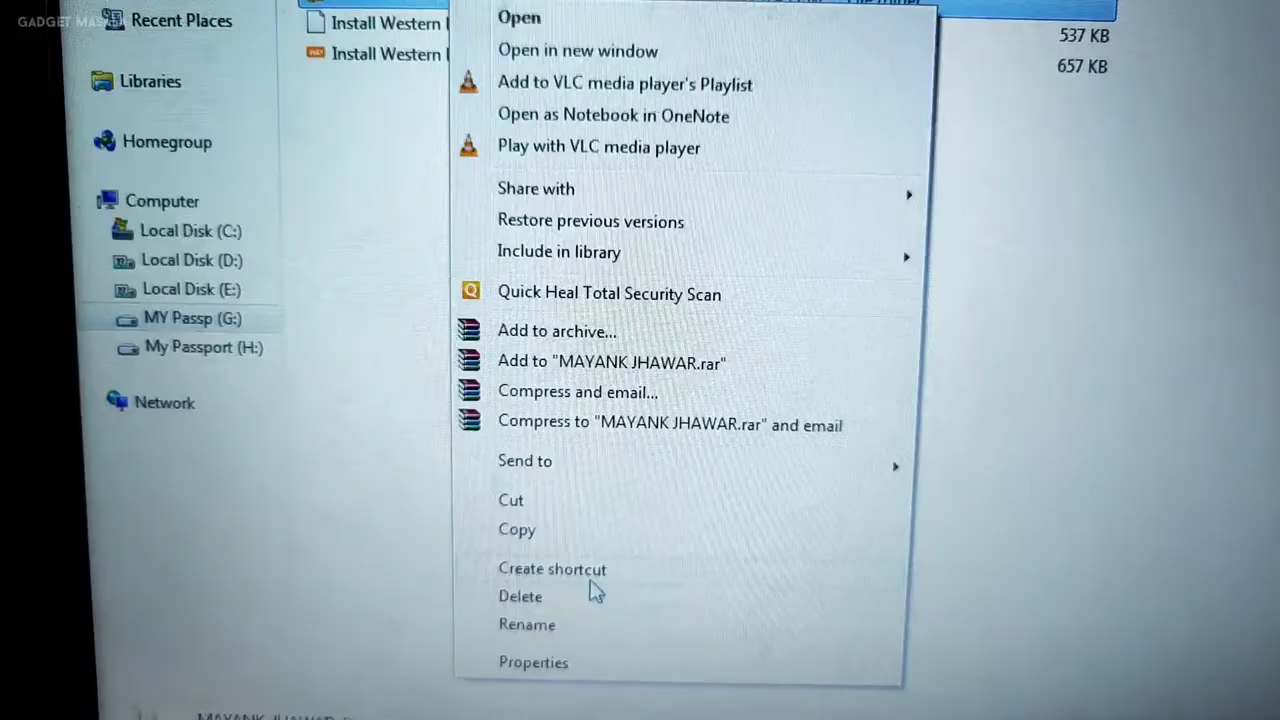 GADGET
Recent Places
Libraries
Homegroup
Computer
Local Disk (C:)
Local Disk (D:)
Local Disk (E:)
MY Passp (G:)
My Passport (H:)
Network
Install Western
Install Western
537 KB
657 KB
Open
Open in new window
Add to VLC media player's Playlist
Open as Notebook in OneNote
Play with VLC media player
Share with
Restore previous versions
Include in library
Quick Heal Total Security Scan
Add to archive...
Add to "MAYANK JHAWAR.rar"
Compress and email...
Compress to "MAYANK JHAWAR.rar" and email
Send to
Cut
Copy
Create shortcut
Delete
Rename
Properties
MAYANK JHAWAR